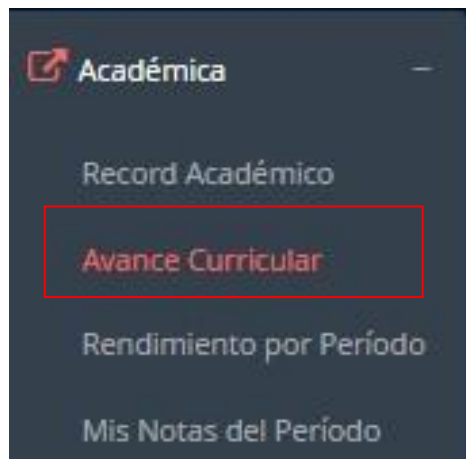 Académica
Record Académico
Avance Curricular
Rendimiento por Período
Mis Notas del Período